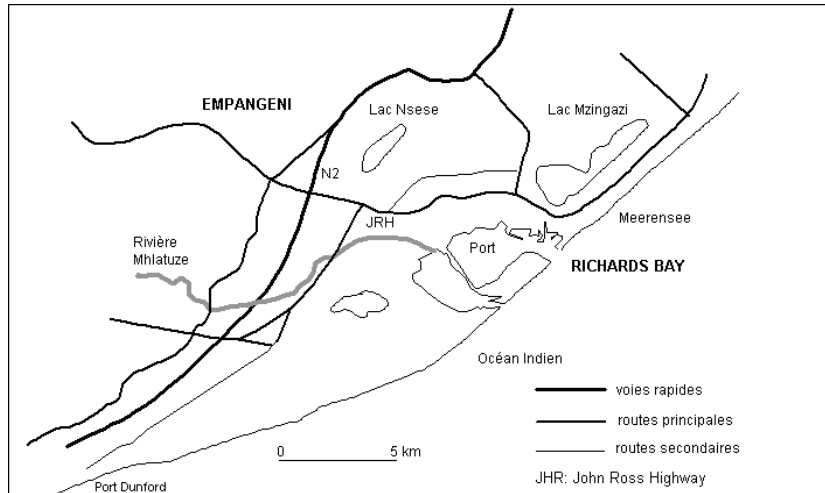 EMPANGENI
Lac Nsese
Lac Mzingazi
N2
JRH
Meerensee
Rivière
Mhlatuze
Port
RICHARDS BAY
Océan Indien
voies rapides
routes principales
0 5 km
routes secondaires
JHR: John Ross Highway
Port Dunford